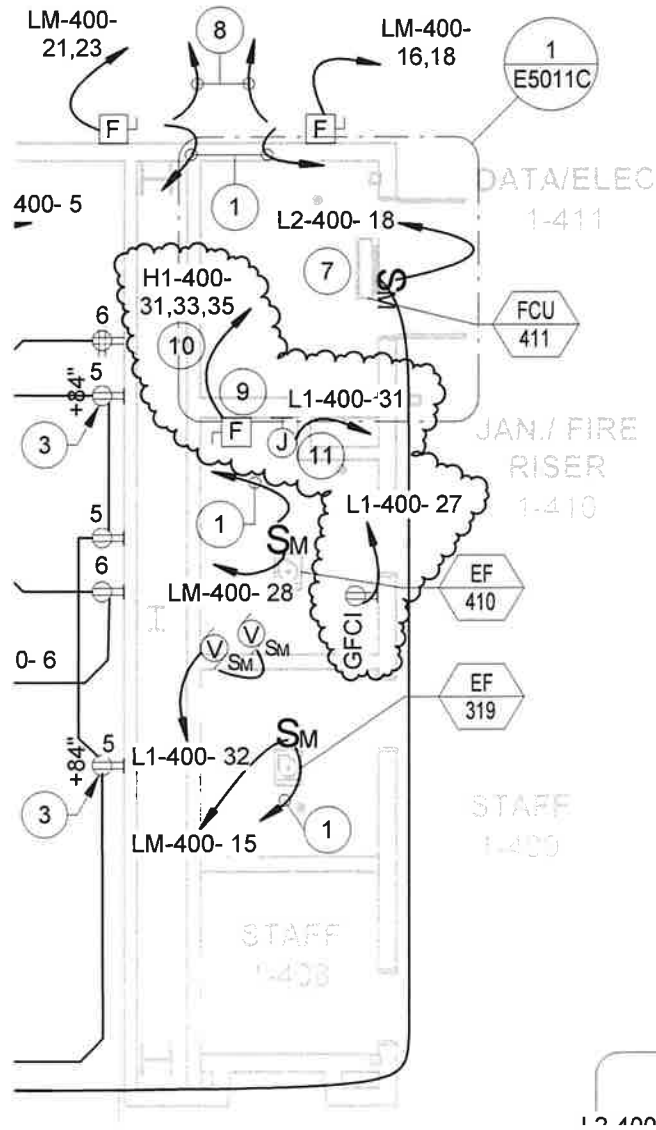 LM-400-
21,23
8
LM-400-
16,18
1
E5011C
F
F
DATA/ELEC
1-411
1
400- 5
L2-400- 18
7
SM
H1-400-
31,33,35
FCU
411
6
10
5
+84"
9
L1-400- 31
3
F
J
11
JAN./ FIRE
RISER
1-410
1
L1-400- 27
5
SM
6
EF
410
LM-400- 28
GFCI
V
V
SM
SM
0- 6
EF
319
SM
5
+84"
L1-400- 32
3
1
STAFF
1-409
LM-400- 15
STAFF
1-408